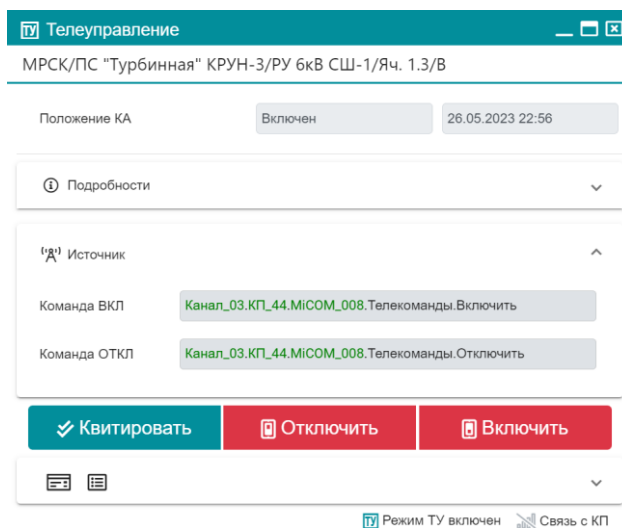 ТУ Телеуправление
МРСК/ПС "Турбинная" КРУН-3/РУ 6кВ СШ-1/Яч. 1.3/В
Положение КА Включен 26.05.2023 22:56
Подробности
Источник
Команда ВКЛ Канал_03.КП_44.MiCOM_008.Телекоманды.Включить
Команда ОТКЛ Канал_03.КП_44.MiCOM_008.Телекоманды.Отключить
Квитировать Отключить Включить
ТУ Режим ТУ включен Связь с КП